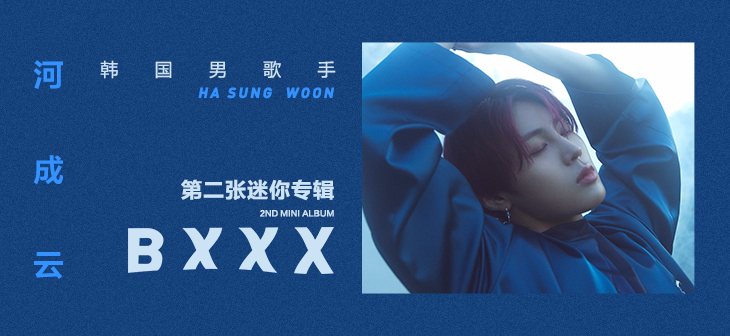 河成云
韩国男歌手
HA SUNG WOON
第二张迷你专辑
2ND MINI ALBUM
BXXX